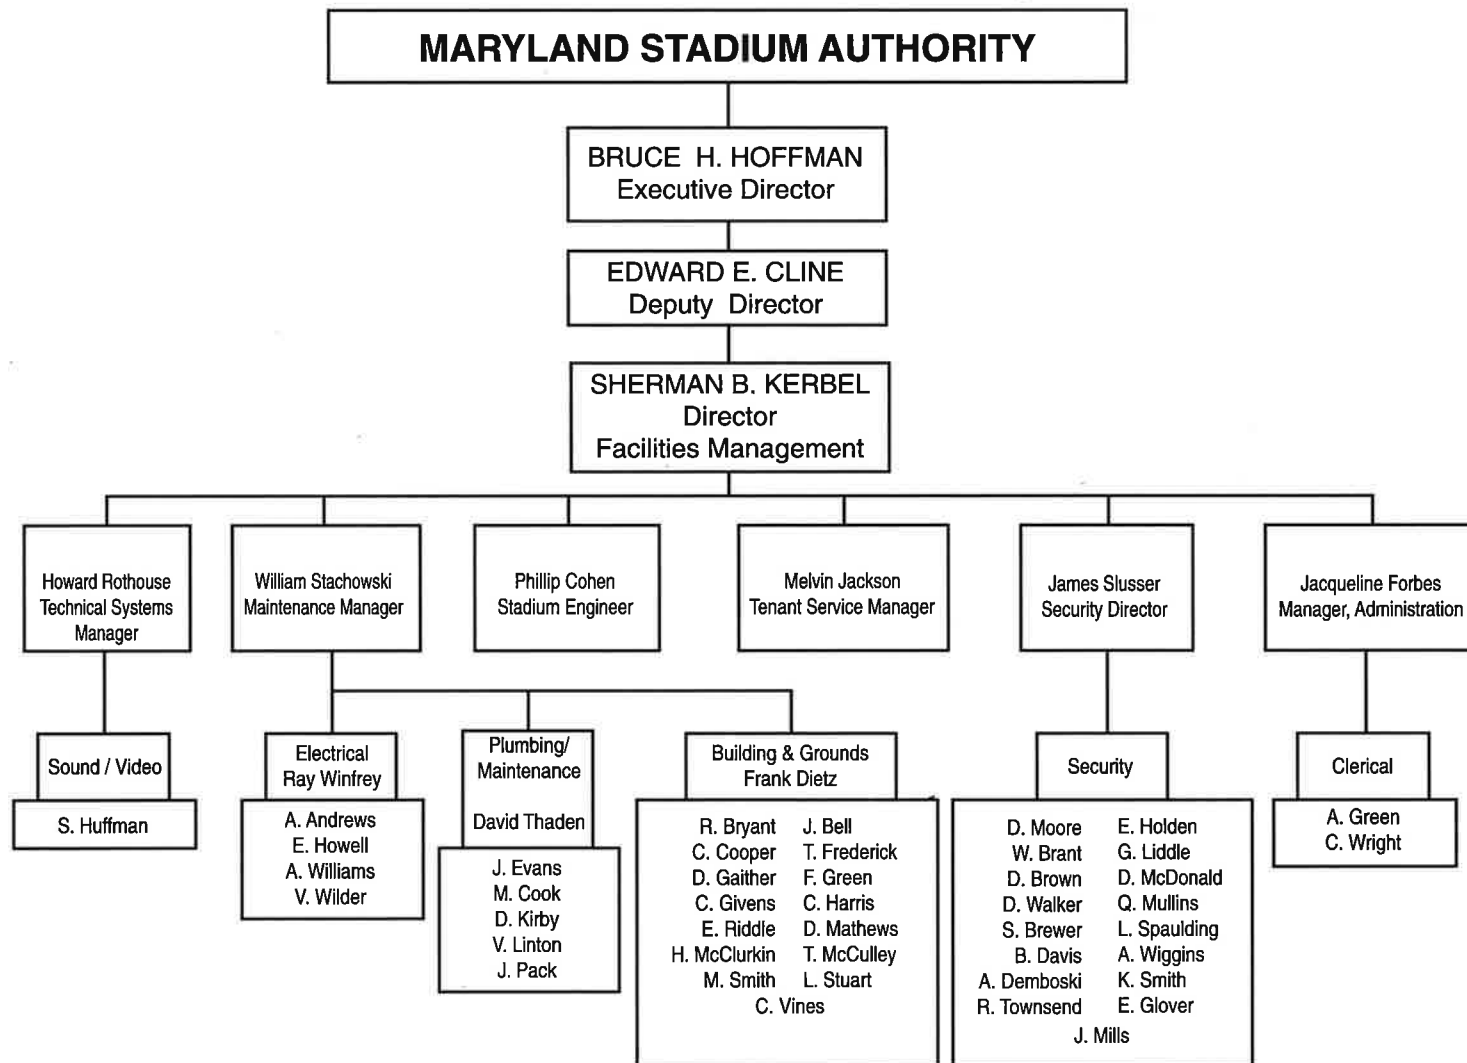 MARYLAND STADIUM AUTHORITY
BRUCE H. HOFFMAN
Executive Director
EDWARD E. CLINE
Deputy Director
SHERMAN B. KERBEL
Director
Facilities Management
Howard Rothouse
Technical Systems
Manager
William Stachowski
Maintenance Manager
Phillip Cohen
Stadium Engineer
Melvin Jackson
Tenant Service Manager
James Slusser
Security Director
Jacqueline Forbes
Manager, Administration
Sound / Video
S. Huffman
Electrical
Ray Winfrey
A. Andrews
E. Howell
A. Williams
V. Wilder
Plumbing/
Maintenance
David Thaden
J. Evans
M. Cook
D. Kirby
V. Linton
J. Pack
Building & Grounds
Frank Dietz
R. Bryant J. Bell
C. Cooper T. Frederick
D. Gaither F. Green
C. Givens C. Harris
E. Riddle D. Mathews
H. McClurkin T. McCulley
M. Smith L. Stuart
C. Vines
Security
D. Moore E. Holden
W. Brant G. Liddle
D. Brown D. McDonald
D. Walker Q. Mullins
S. Brewer L. Spaulding
B. Davis A. Wiggins
A. Demboski K. Smith
R. Townsend E. Glover
J. Mills
Clerical
A. Green
C. Wright